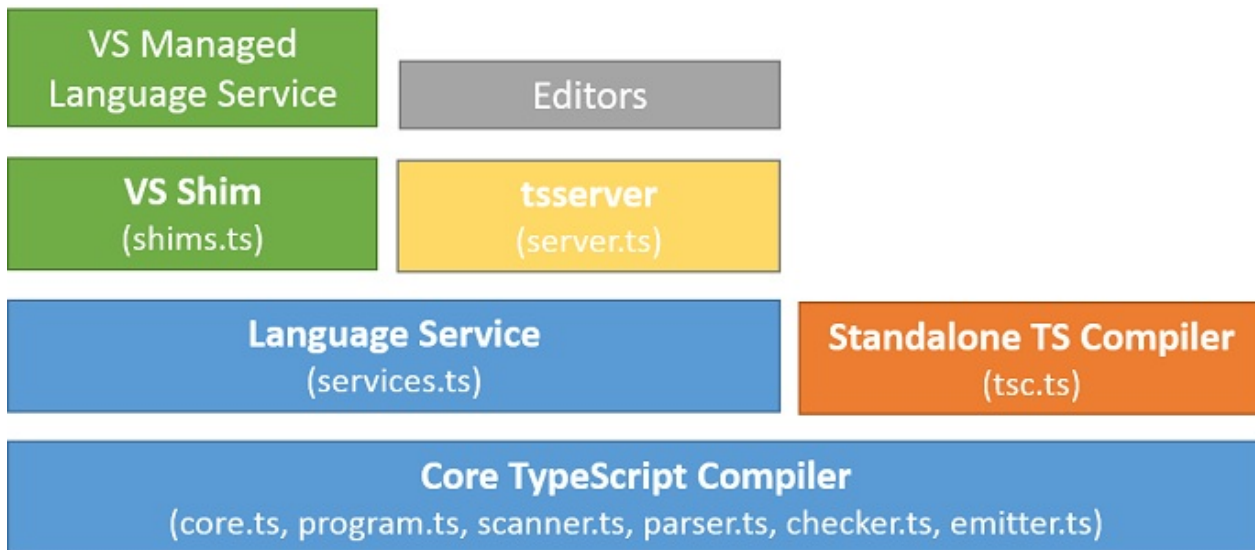 VS Managed
Language Service
Editors
VS Shim
(shims.ts)
tsserver
(server.ts)
Language Service
(services.ts)
Standalone TS Compiler
(tsc.ts)
Core TypeScript Compiler
(core.ts, program.ts, scanner.ts, parser.ts, checker.ts, emitter.ts)